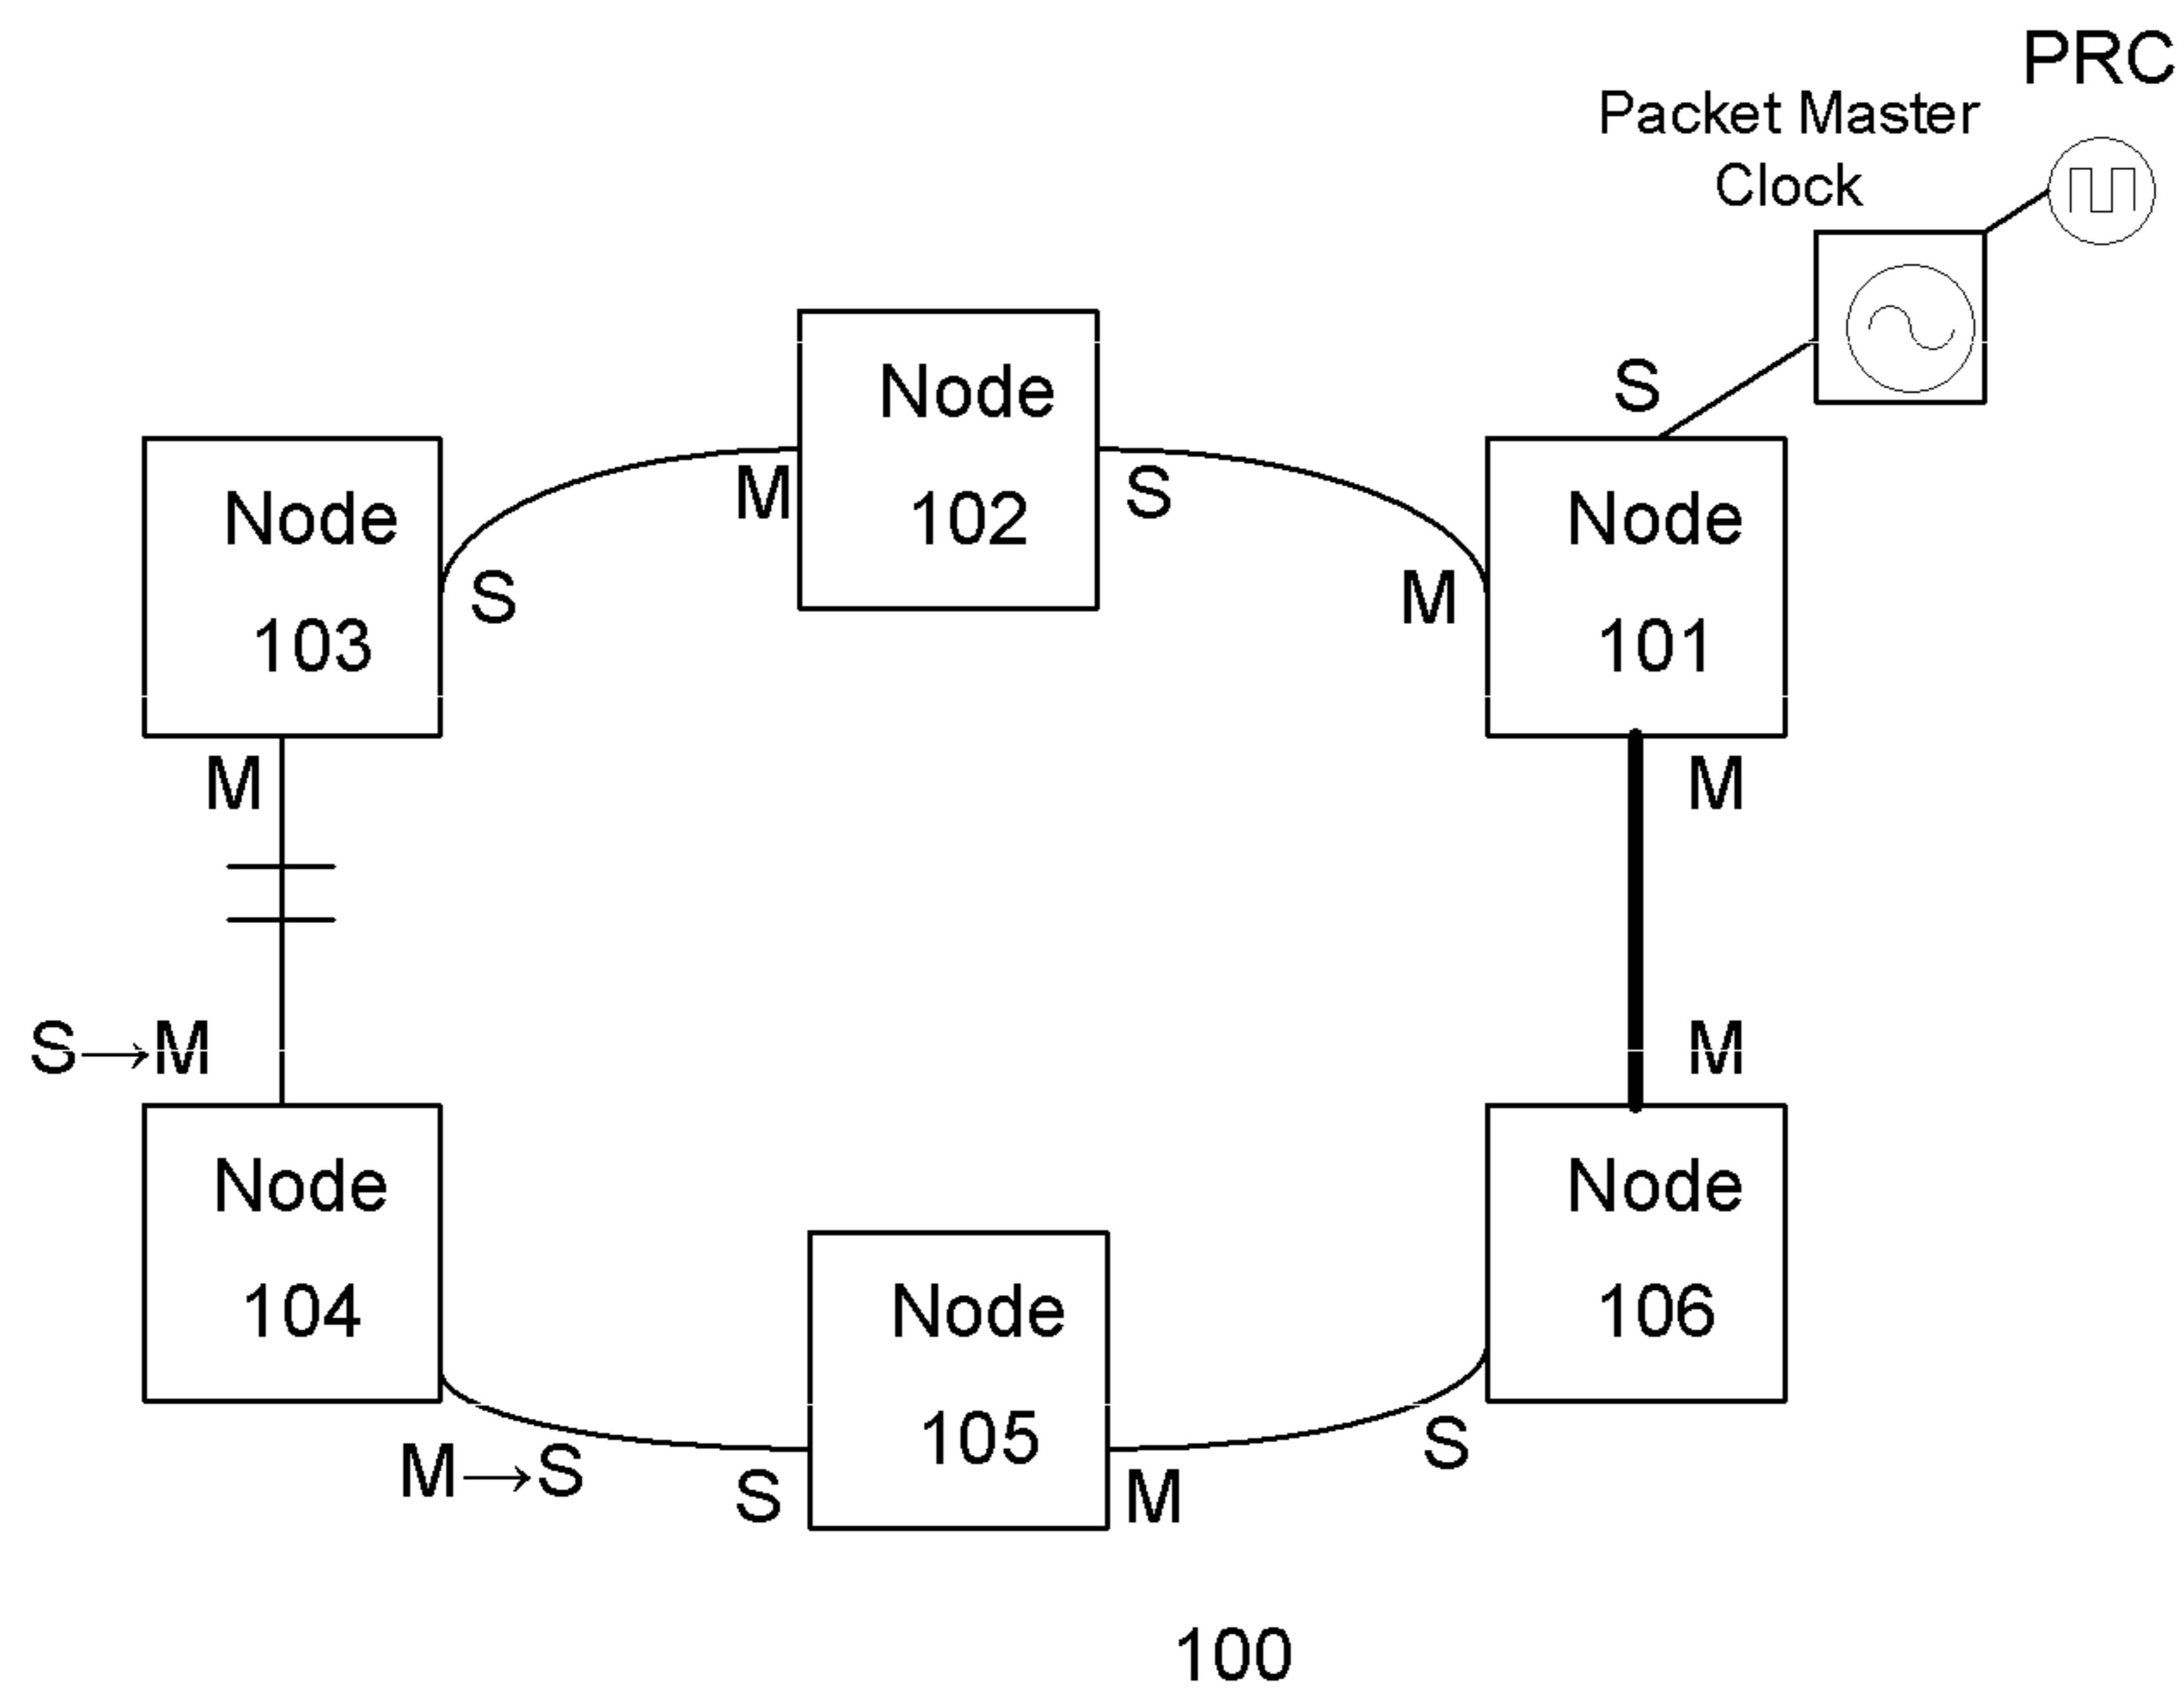 PRC
Packet Master
Clock
S
Node
102
M
S
Node
103
S
Node
101
M
M
M
S→M
M
Node
104
Node
106
Node
105
M→S
S
M
S
100